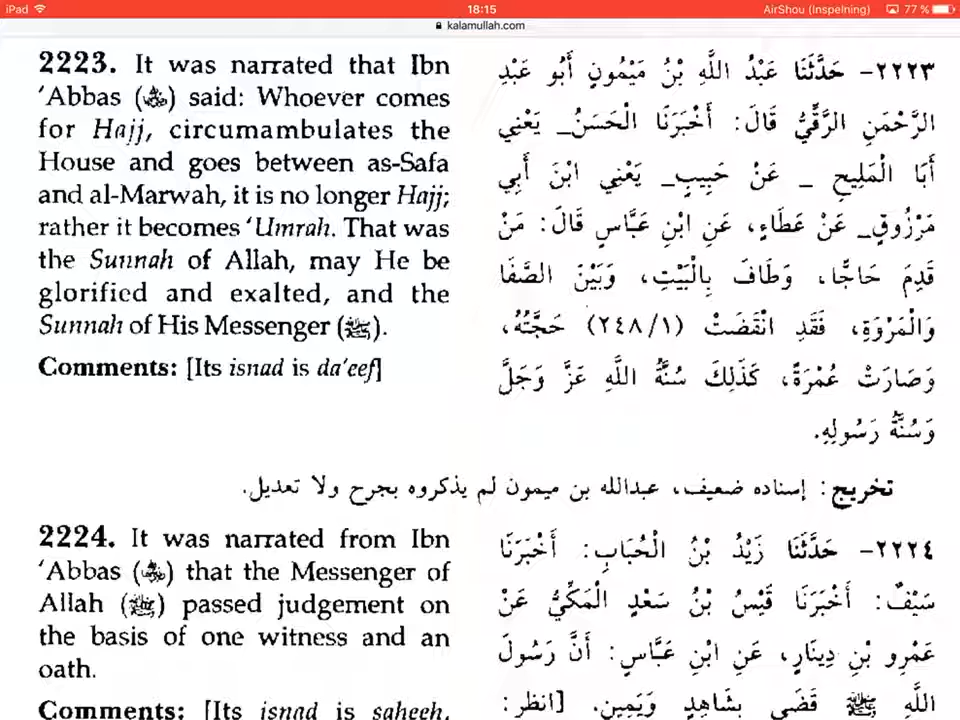 iPad 18:15 AirShou (Inspelning) 77 %
kalamullah.com
2223. It was narrated that Ibn
'Abbas (رضي الله عنه) said: Whoever comes
for Hajj, circumambulates the
House and goes between as-Safa
and al-Marwah, it is no longer Hajj;
rather it becomes 'Umrah. That was
the Sunnah of Allah, may He be
glorified and exalted, and the
Sunnah of His Messenger (ﷺ).
Comments: [Its isnad is da'eef]
٢٢٢٣- حَدَّثَنَا عَبْدُ اللَّهِ بْنُ مَيْمُونٍ أَبُو عَبْدِ
الرَّحْمَنِ الرَّقِّيُّ قَالَ: أَخْبَرَنَا الْحَسَنُ_ يَعْنِي
أَبَا الْمَلِيحِ _ عَنْ حَبِيبٍ_ يَعْنِي ابْنَ أَبِي
مَرْزُوقٍ_ عَنْ عَطَاءٍ، عَنِ ابْنِ عَبَّاسٍ قَالَ: مَنْ
قَدِمَ حَاجًّا، وَطَافَ بِالْبَيْتِ، وَبَيْنَ الصَّفَا
وَالْمَرْوَةِ، فَقَدِ انْقَضَتْ (٢٤٨/١) حَجَّتُهُ،
وَصَارَتْ عُمْرَةً، كَذَلِكَ سُنَّةُ اللَّهِ عَزَّ وَجَلَّ
وَسُنَّةُ رَسُولِهِ.
تخريج: إسناده ضعيف، عبدالله بن ميمون لم يذكروه بجرح ولا تعديل.
2224. It was narrated from Ibn
'Abbas (رضي الله عنه) that the Messenger of
Allah (ﷺ) passed judgement on
the basis of one witness and an
oath.
Comments: [Its isnad is saheeh,
٢٢٢٤- حَدَّثَنَا زَيْدُ بْنُ الْحُبَابِ: أَخْبَرَنَا
سَيْفٌ: أَخْبَرَنَا قَيْسُ بْنُ سَعْدٍ الْمَكِّيُّ عَنْ
عَمْرِو بْنِ دِينَارٍ، عَنِ ابْنِ عَبَّاسٍ: أَنَّ رَسُولَ
اللَّهِ ﷺ قَضَى بِشَاهِدٍ وَيَمِينٍ. [انظر: